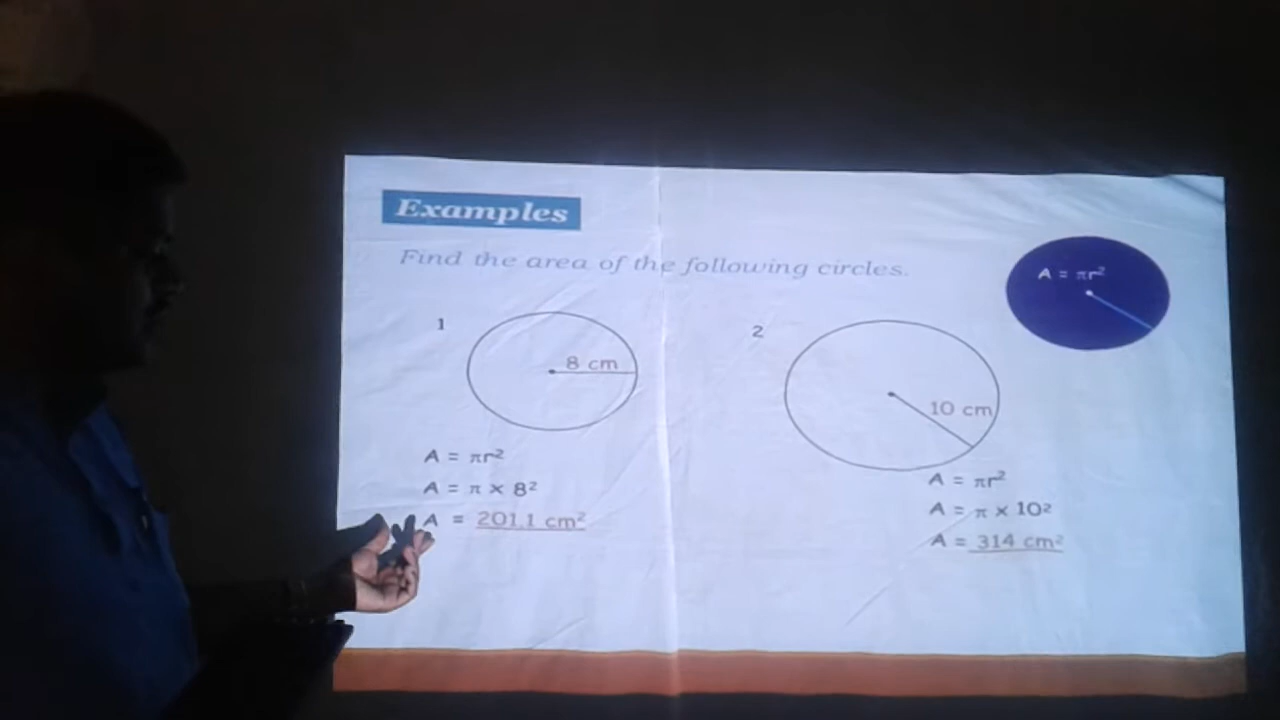 Examples
Find the area of the following circles.
A = πr²
1
8 cm
A = πr²
A = π × 8²
A = 201.1 cm²
2
10 cm
A = πr²
A = π × 10²
A = 314 cm²